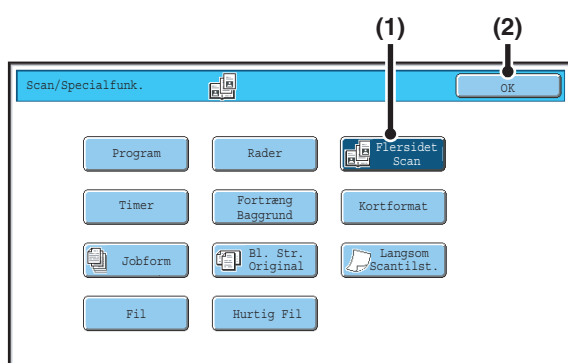 (1) (2)
Scan/Specialfunk. OK
Program Rader Flersidet
Scan
Timer Fortræng
Baggrund Kortformat
Jobform Bl. Str.
Original Langsom
Scantilst.
Fil Hurtig Fil